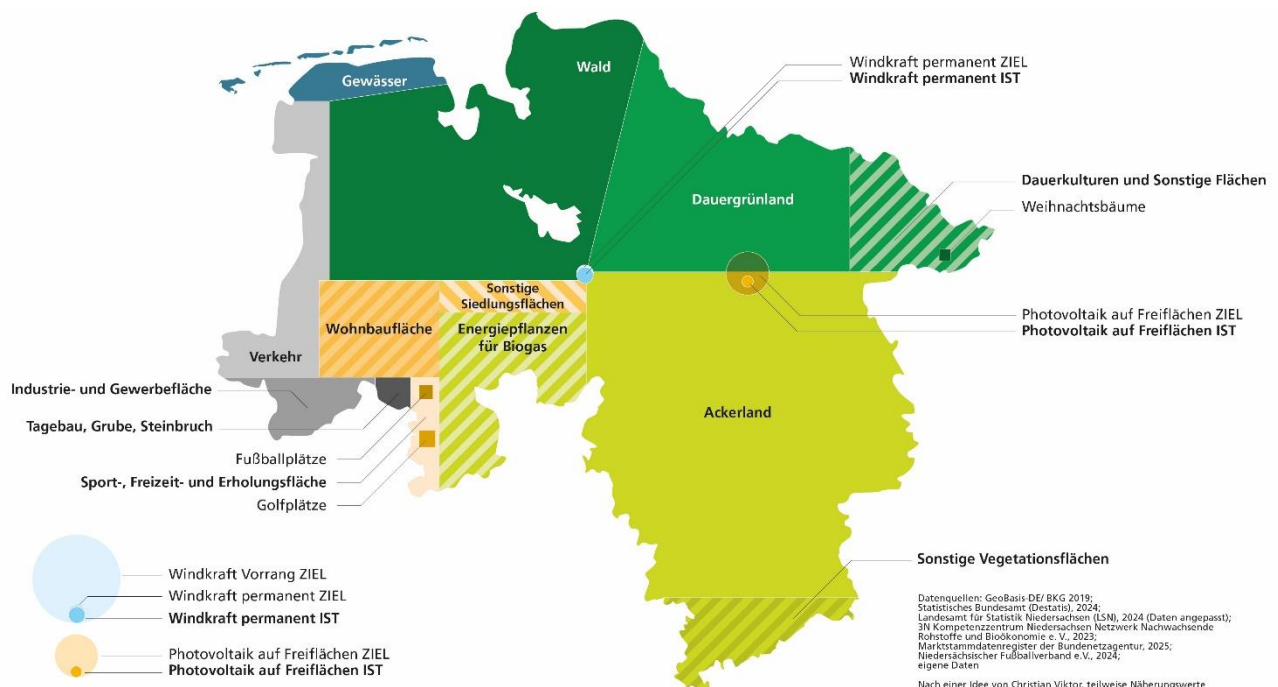 Gewässer
Wald
Windkraft permanent ZIEL
Windkraft permanent IST
Dauergrünland
Dauerkulturen und Sonstige Flächen
Weihnachtsbäume
Sonstige
Siedlungsflächen
Wohnbaufläche
Energiepflanzen
für Biogas
Photovoltaik auf Freiflächen ZIEL
Photovoltaik auf Freiflächen IST
Verkehr
Industrie- und Gewerbefläche
Ackerland
Tagebau, Grube, Steinbruch
Fußballplätze
Sport-, Freizeit- und Erholungsfläche
Golfplätze
Windkraft Vorrang ZIEL
Windkraft permanent ZIEL
Windkraft permanent IST
Photovoltaik auf Freiflächen ZIEL
Photovoltaik auf Freiflächen IST
Sonstige Vegetationsflächen
Datenquellen: GeoBasis-DE/ BKG 2019;
Statistisches Bundesamt (Destatis), 2024;
Landesamt für Statistik Niedersachsen (LSN), 2024 (Daten angepasst);
3N Kompetenzzentrum Niedersachsen Netzwerk Nachwachsende
Rohstoffe und Bioökonomie e. V., 2023;
Marktstammdatenregister der Bundenetzagentur, 2025;
Niedersächsischer Fußballverband e.V., 2024;
eigene Daten
Nach einer Idee von Christian Viktor, teilweise Näherungswerte